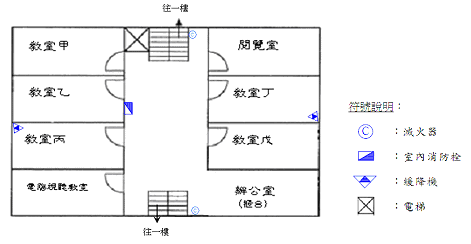 往一樓
教室甲
閱覽室
教室乙
教室丁
教室丙
教室戊
電腦視聽教室
辦公室
往一樓
符號說明：
Ⓒ ：滅火器
：室內消防栓
：緩降機
：電梯